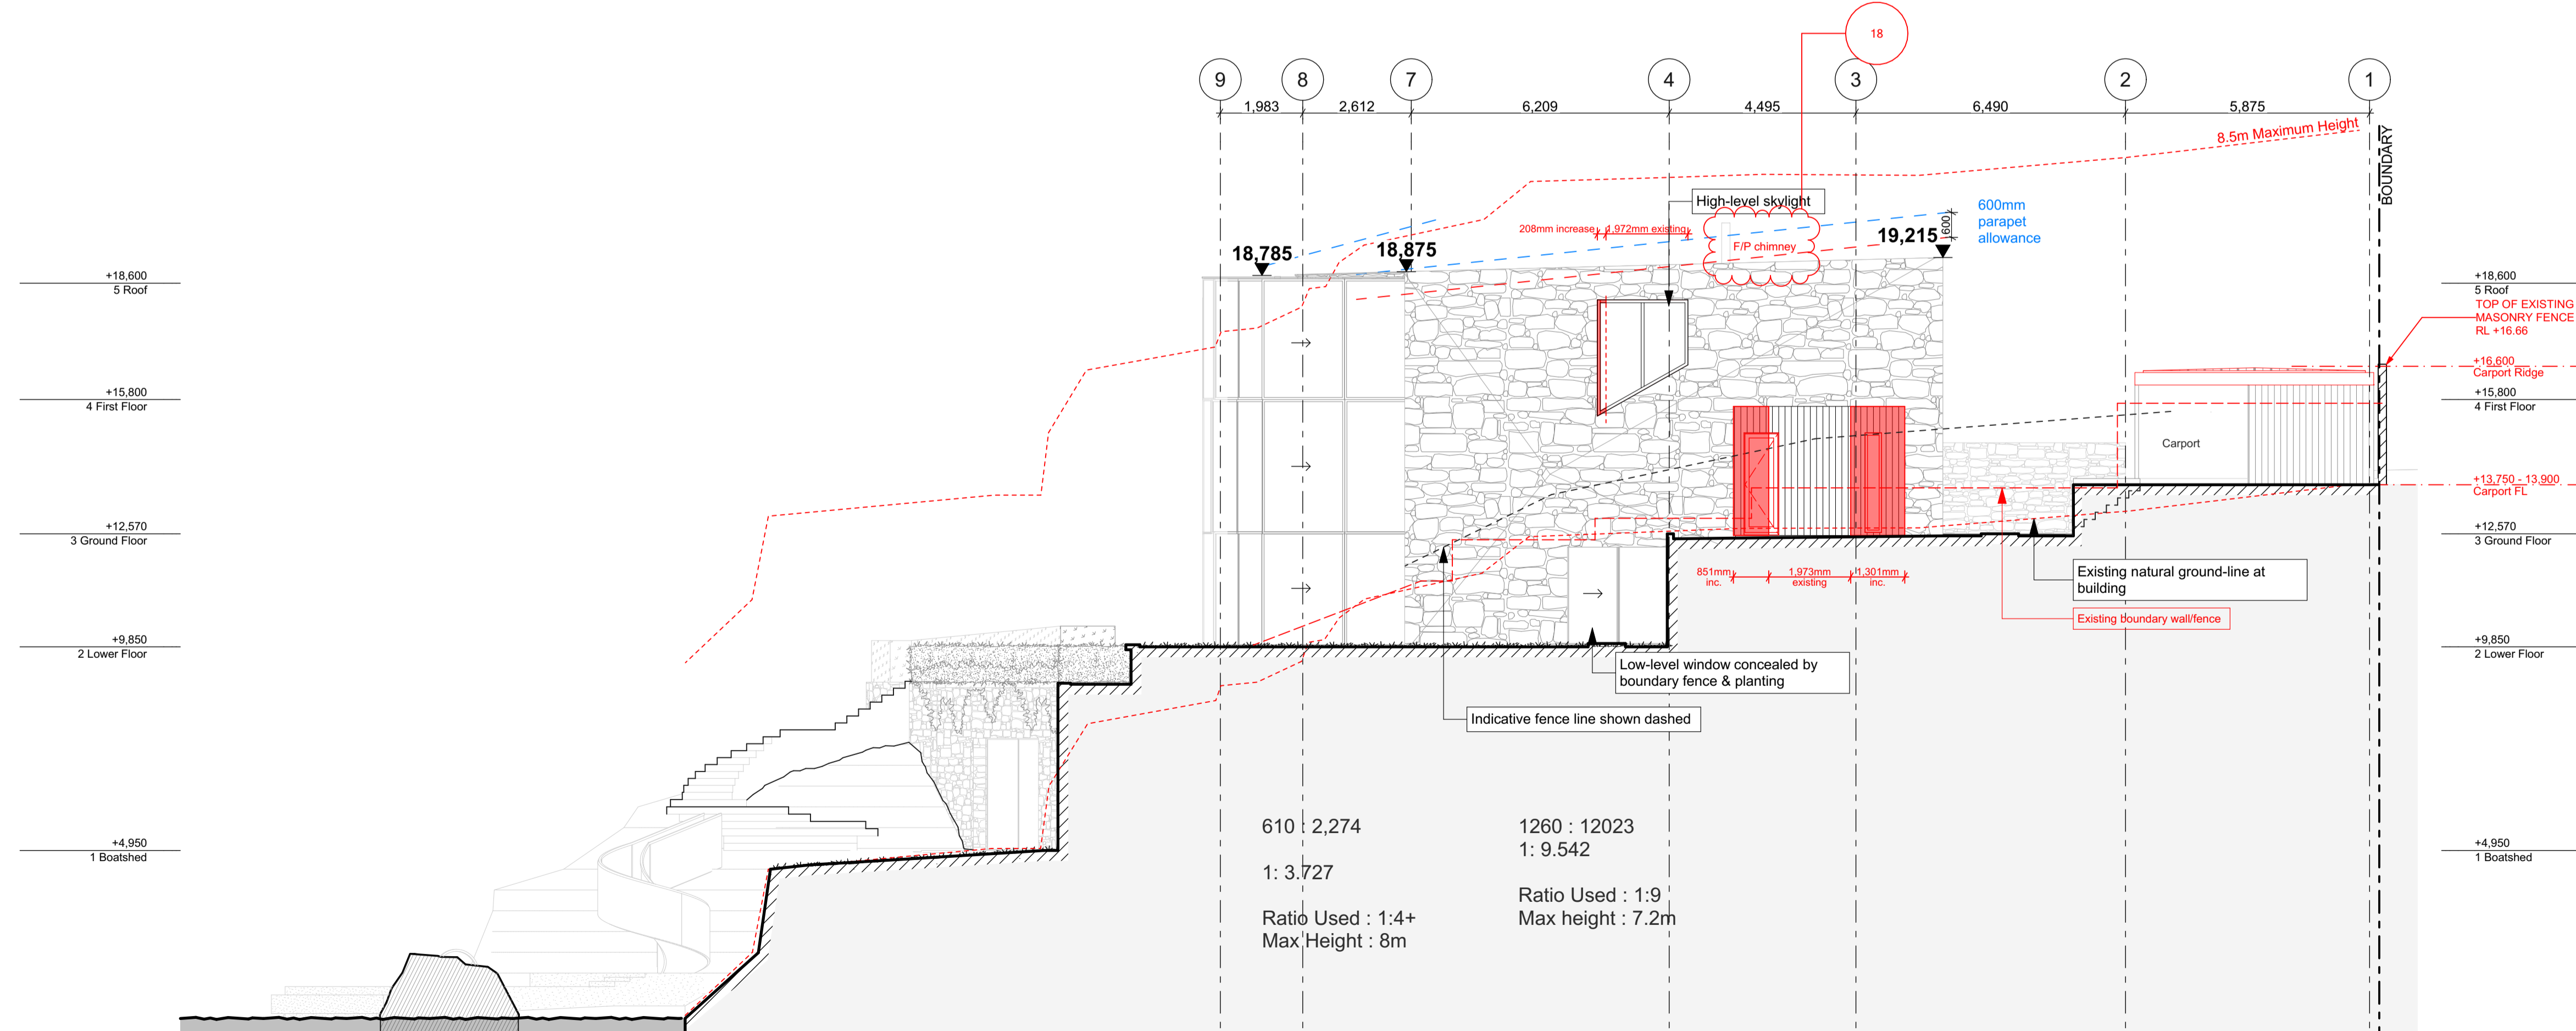 18
9
8
7
4
3
2
1
1,983
2,612
6,209
4,495
6,490
5,875
8.5m Maximum Height
BOUNDARY
High-level skylight
600mm
parapet
allowance
600
208mm increase
1,972mm existing
F/P chimney
18,785
18,875
19,215
+18,600
5 Roof
+18,600
5 Roof
TOP OF EXISTING
MASONRY FENCE
RL +16.66
+16,600
Carport Ridge
+15,800
4 First Floor
+15,800
4 First Floor
Carport
+13,750 - 13,900
Carport FL
+12,570
3 Ground Floor
+12,570
3 Ground Floor
851mm
inc.
1,973mm
existing
1,301mm
inc.
Existing natural ground-line at
building
Existing boundary wall/fence
+9,850
2 Lower Floor
+9,850
2 Lower Floor
Low-level window concealed by
boundary fence & planting
Indicative fence line shown dashed
610 : 2,274
1: 3.727
Ratio Used : 1:4+
Max Height : 8m
1260 : 12023
1: 9.542
Ratio Used : 1:9
Max height : 7.2m
+4,950
1 Boatshed
+4,950
1 Boatshed